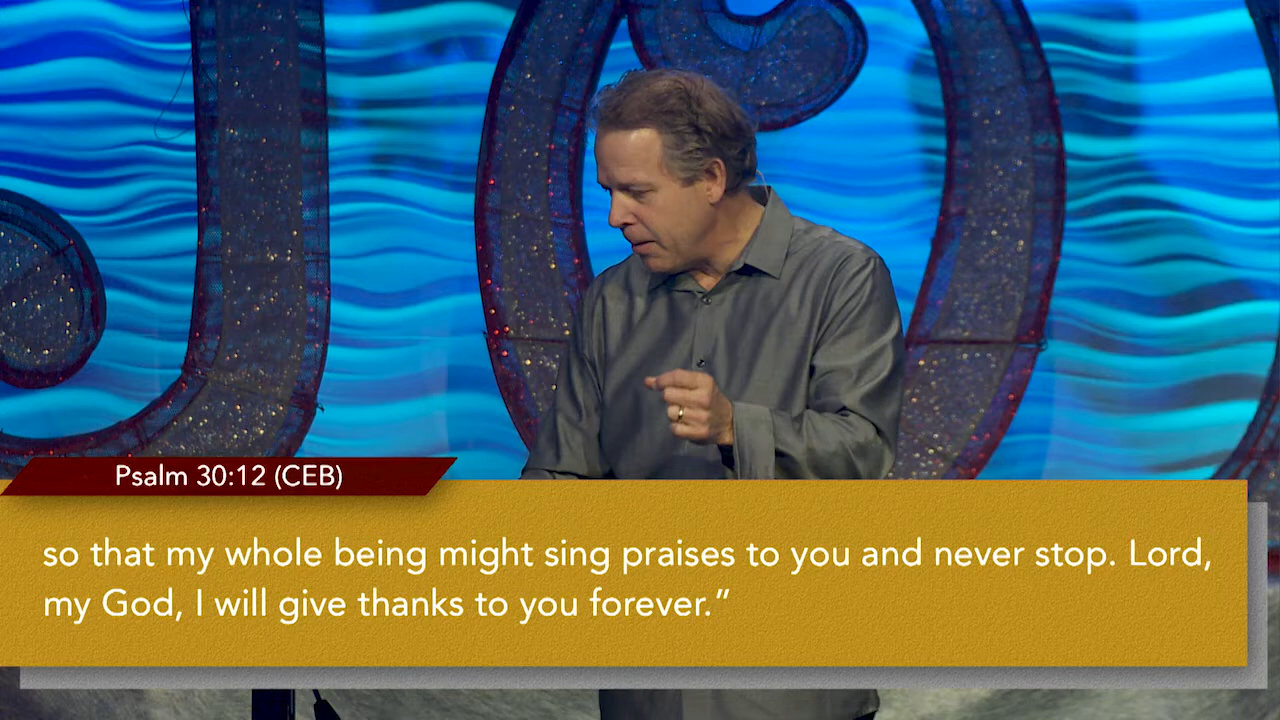 JO
Psalm 30:12 (CEB)
so that my whole being might sing praises to you and never stop. Lord,
my God, I will give thanks to you forever.”